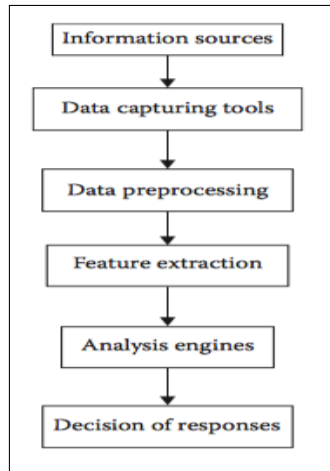 Information sources
Data capturing tools
Data preprocessing
Feature extraction
Analysis engines
Decision of responses